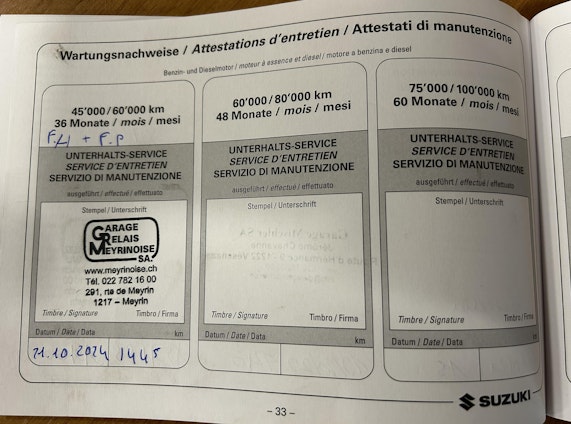 Wartungsnachweise / Attestations d'entretien / Attestati di manutenzione
Benzin- und Dieselmotor / moteur à essence et diesel / motore a benzina e diesel
45'000/60'000 km
36 Monate / mois / mesi
F.H + F.P
UNTERHALTS-SERVICE
SERVICE D'ENTRETIEN
SERVIZIO DI MANUTENZIONE
ausgeführt / effectué / effettuato
Stempel / Unterschrift
GARAGE
RELAIS
MEYRINOISE
SA.
www.meyrinoise.ch
Tél. 022 782 16 00
291, rte de Meyrin
1217 – Meyrin
Timbre / Signature Timbro / Firma
Datum / Date / Data km
21.10.2024 1445
60'000/80'000 km
48 Monate / mois / mesi
UNTERHALTS-SERVICE
SERVICE D'ENTRETIEN
SERVIZIO DI MANUTENZIONE
ausgeführt / effectué / effettuato
Stempel / Unterschrift
Timbre / Signature Timbro / Firma
Datum / Date / Data km
75'000/100'000 km
60 Monate / mois / mesi
UNTERHALTS-SERVICE
SERVICE D'ENTRETIEN
SERVIZIO DI MANUTENZIONE
ausgeführt / effectué / effettuato
Stempel / Unterschrift
Timbre / Signature Timbro / Firma
Datum / Date / Data km
SUZUKI
– 33 –